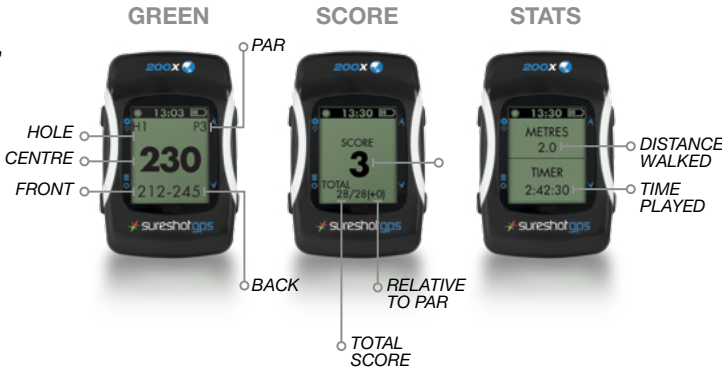 GREEN
SCORE
STATS
PAR
HOLE
CENTRE
FRONT
BACK
200X
13:03
H1 P3
230
212-245
sureshotgps
200X
13:30
SCORE
3
TOTAL
28/28(+0)
sureshotgps
RELATIVE
TO PAR
TOTAL
SCORE
200X
13:30
METRES
2.0
TIMER
2:42:30
sureshotgps
DISTANCE
WALKED
TIME
PLAYED